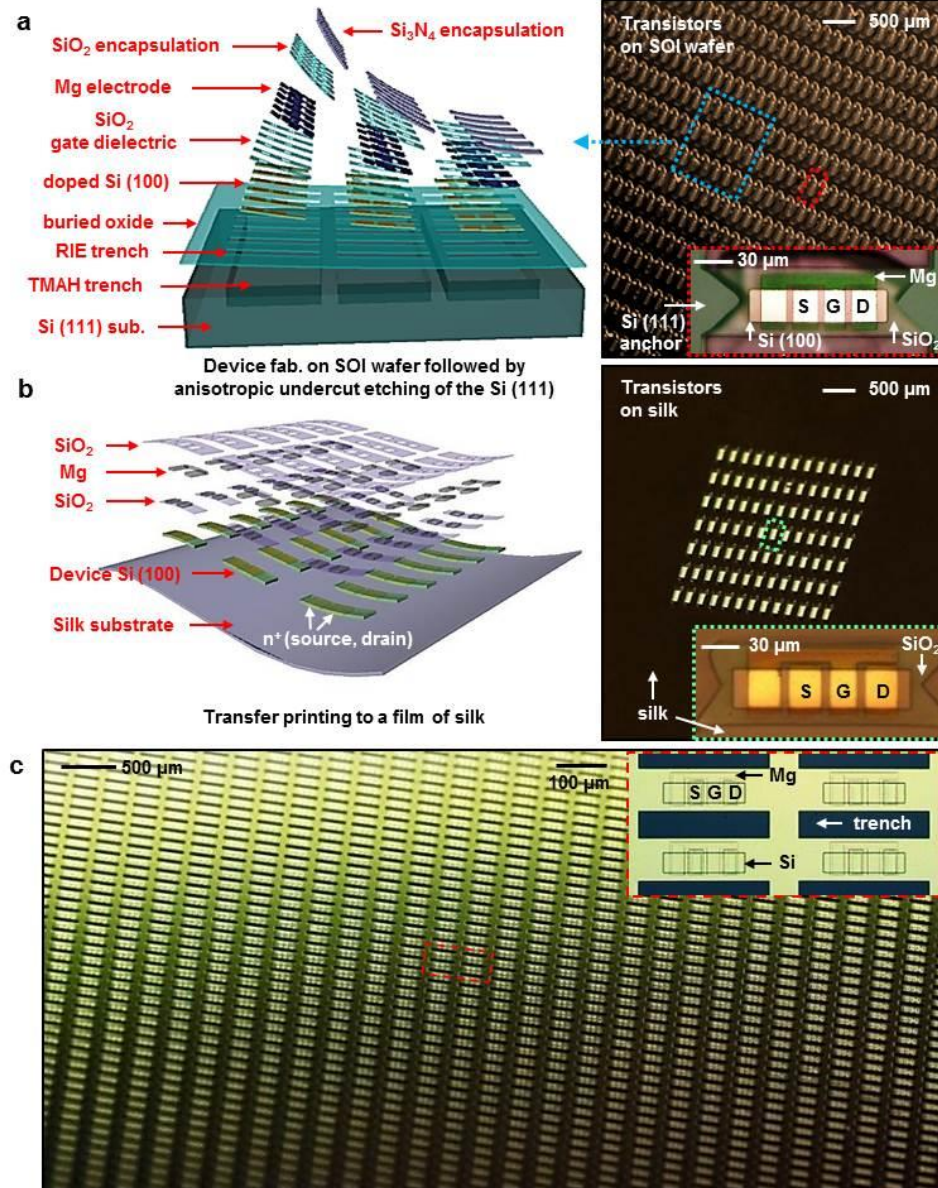 a
SiO₂ encapsulation
Si₃N₄ encapsulation
Mg electrode
SiO₂
gate dielectric
doped Si (100)
buried oxide
RIE trench
TMAH trench
Si (111) sub.
Device fab. on SOI wafer followed by
anisotropic undercut etching of the Si (111)
Transistors
on SOI wafer
500 µm
30 µm
Mg
S G D
Si (111)
anchor
Si (100)
SiO₂
b
SiO₂
Mg
SiO₂
Device Si (100)
Silk substrate
n⁺ (source, drain)
Transfer printing to a film of silk
Transistors
on silk
500 µm
30 µm
SiO₂
S G D
silk
c
500 µm
100 µm
Mg
S G D
trench
Si